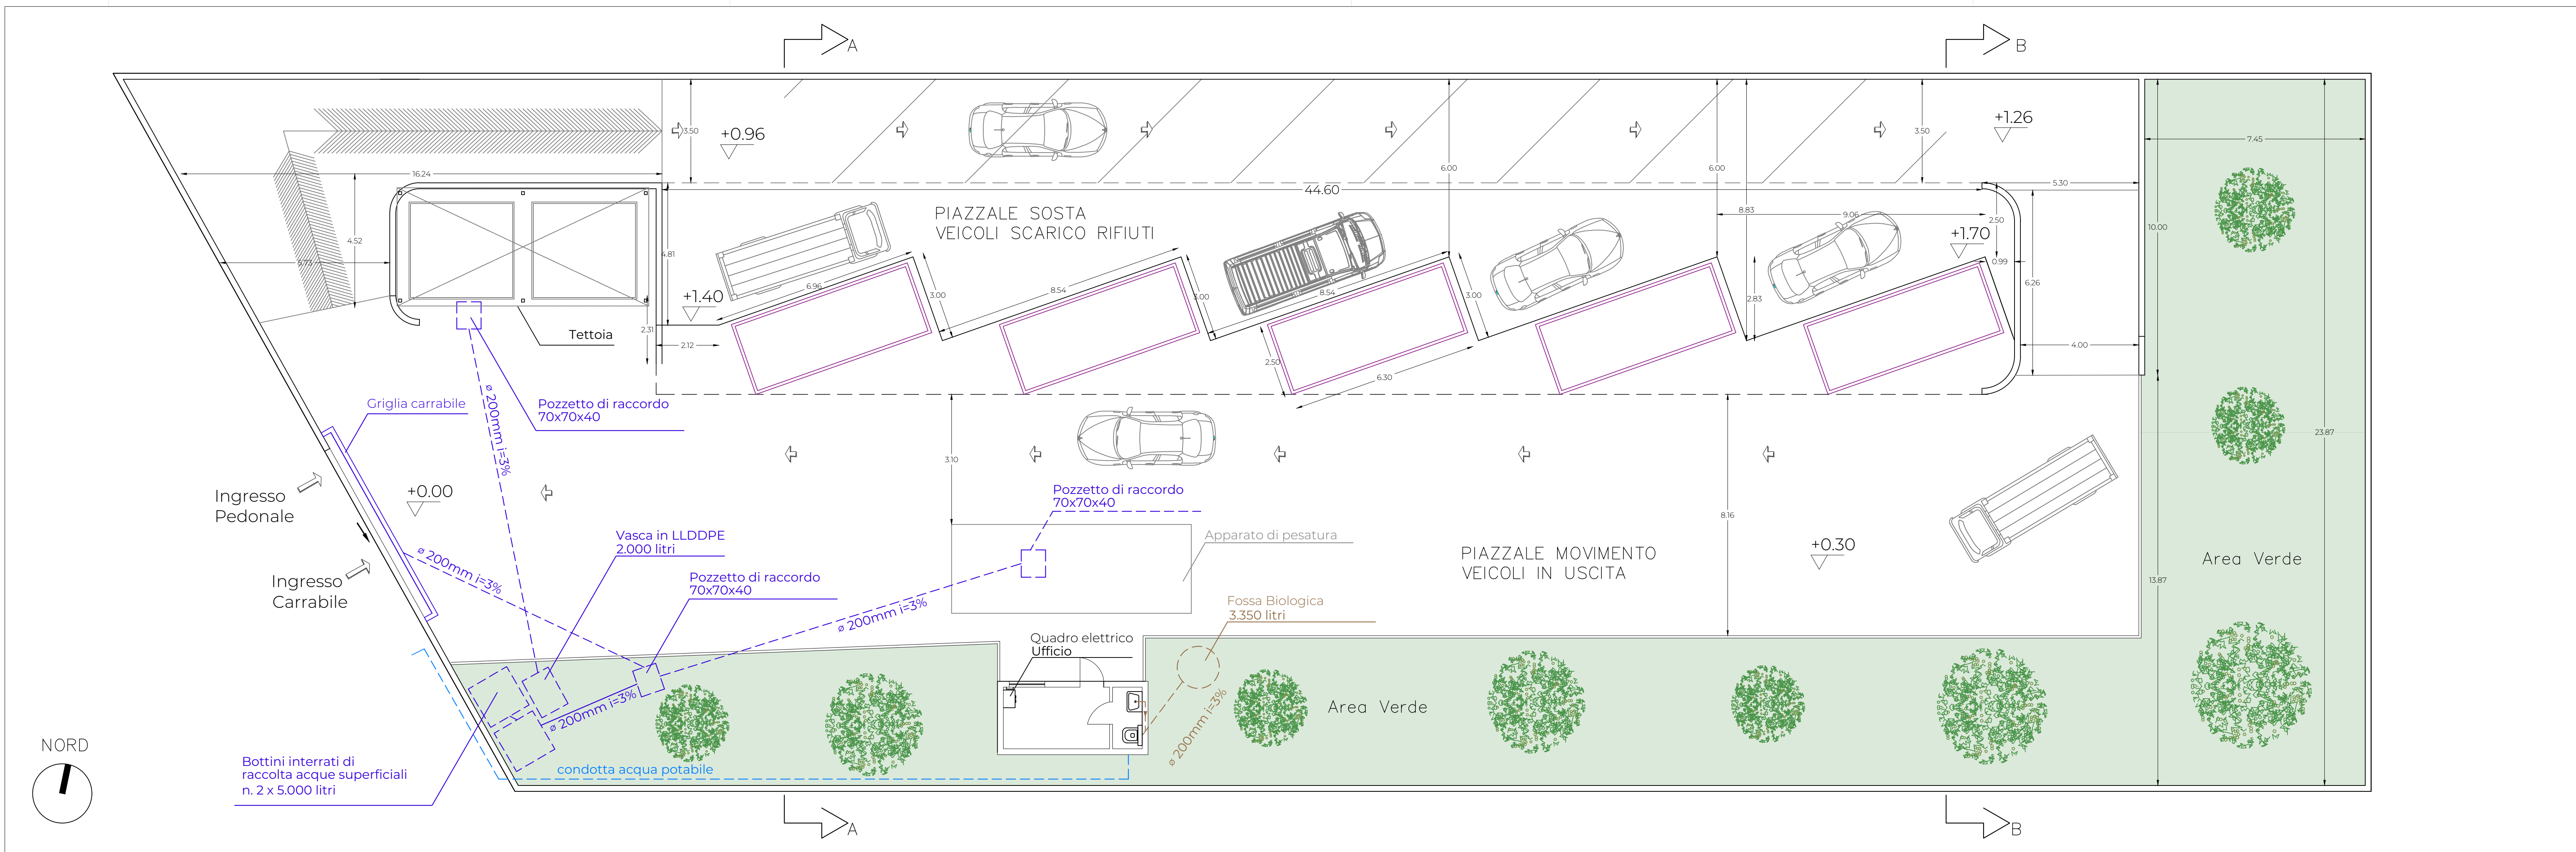 A
B
+0.96
3.50
+1.26
3.50
7.45
16.24
6.00
6.00
44.60
5.30
PIAZZALE SOSTA
VEICOLI SCARICO RIFIUTI
8.83
9.06
2.50
10.00
4.52
4.81
5.73
+1.70
0.99
6.26
+1.40
6.96
3.00
8.54
3.00
8.54
3.00
2.83
2.31
Tettoia
2.12
4.00
2.50
6.30
Griglia carrabile
Pozzetto di raccordo
70x70x40
ø 200mm i=3%
23.87
3.10
Ingresso
Pedonale
+0.00
Pozzetto di raccordo
70x70x40
8.16
Vasca in LLDDPE
2.000 litri
Apparato di pesatura
PIAZZALE MOVIMENTO
VEICOLI IN USCITA
+0.30
Area Verde
ø 200mm i=3%
Ingresso
Carrabile
Pozzetto di raccordo
70x70x40
13.87
ø 200mm i=3%
Fossa Biologica
3.350 litri
Quadro elettrico
Ufficio
ø 200mm i=3%
ø 200mm i=3%
Area Verde
NORD
Bottini interrati di
raccolta acque superficiali
n. 2 x 5.000 litri
condotta acqua potabile
A
B